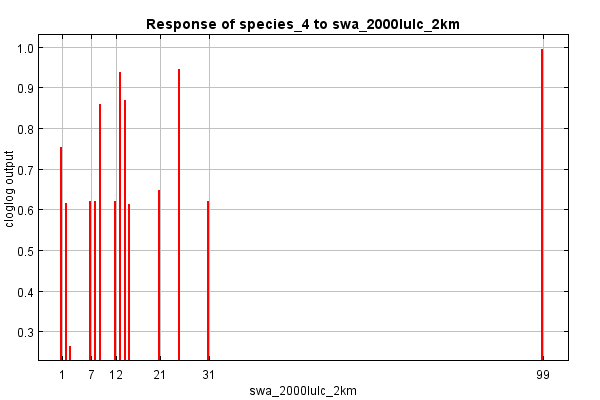 Response of species_4 to swa_2000lulc_2km
1.0
0.9
0.8
0.7
0.6
0.5
0.4
0.3
cloglog output
1 7 12 21 31 99
swa_2000lulc_2km